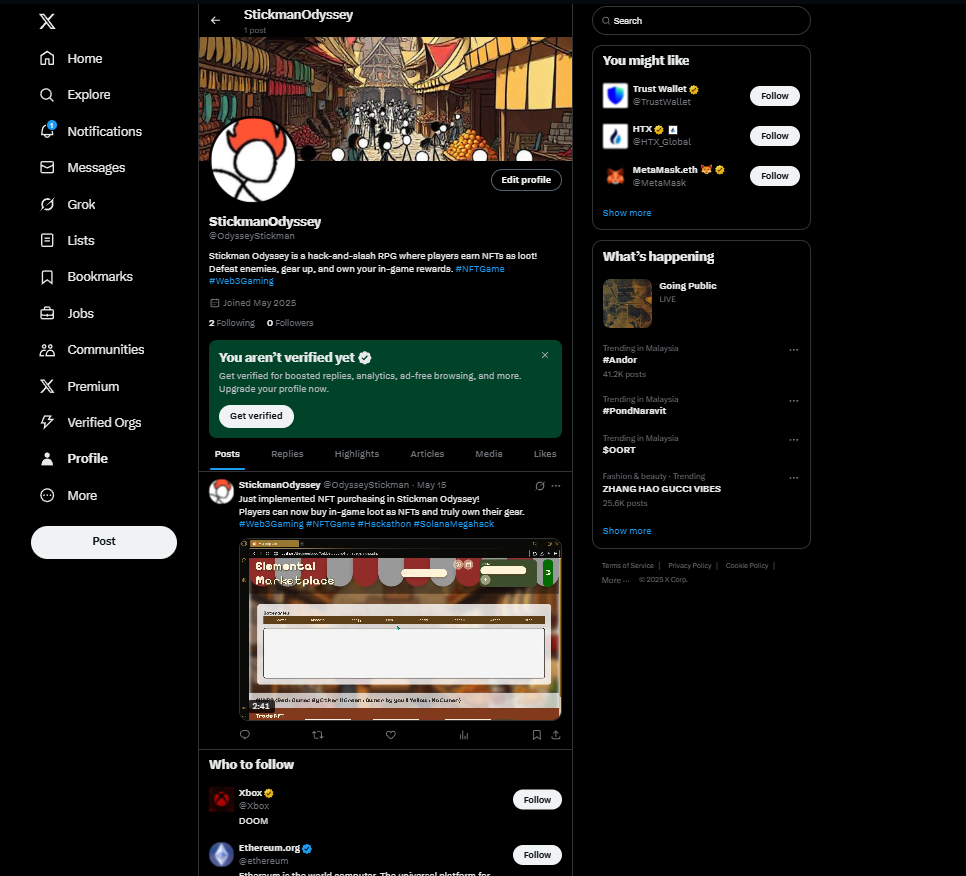 StickmanOdyssey
1 post
Home
Explore
1
Notifications
Messages
Grok
Lists
Bookmarks
Jobs
Communities
Premium
Verified Orgs
Profile
More
Post
Edit profile
StickmanOdyssey
@OdysseyStickman
Stickman Odyssey is a hack-and-slash RPG where players earn NFTs as loot!
Defeat enemies, gear up, and own your in-game rewards. #NFTGame
#Web3Gaming
Joined May 2025
2 Following 0 Followers
You aren't verified yet
Get verified for boosted replies, analytics, ad-free browsing, and more.
Upgrade your profile now.
Get verified
Posts Replies Highlights Articles Media Likes
StickmanOdyssey @OdysseyStickman · May 15
Just implemented NFT purchasing in Stickman Odyssey!
Players can now buy in-game loot as NFTs and truly own their gear.
#Web3Gaming #NFTGame #Hackathon #SolanaMegahack
Elemental
Marketplace
3
2:41
Trade NFT
Who to follow
Xbox
@Xbox
DOOM
Follow
Ethereum.org
@ethereum
Follow
Ethereum is the world computer. The universal platform for
Search
You might like
Trust Wallet
@TrustWallet
Follow
HTX
@HTX_Global
Follow
MetaMask.eth 🦊
@MetaMask
Follow
Show more
What's happening
Going Public
LIVE
Trending in Malaysia
#Andor
41.2K posts
Trending in Malaysia
#PondNaravit
Trending in Malaysia
$OORT
Fashion & beauty · Trending
ZHANG HAO GUCCI VIBES
25.6K posts
Show more
Terms of Service | Privacy Policy | Cookie Policy |
More ··· © 2025 X Corp.